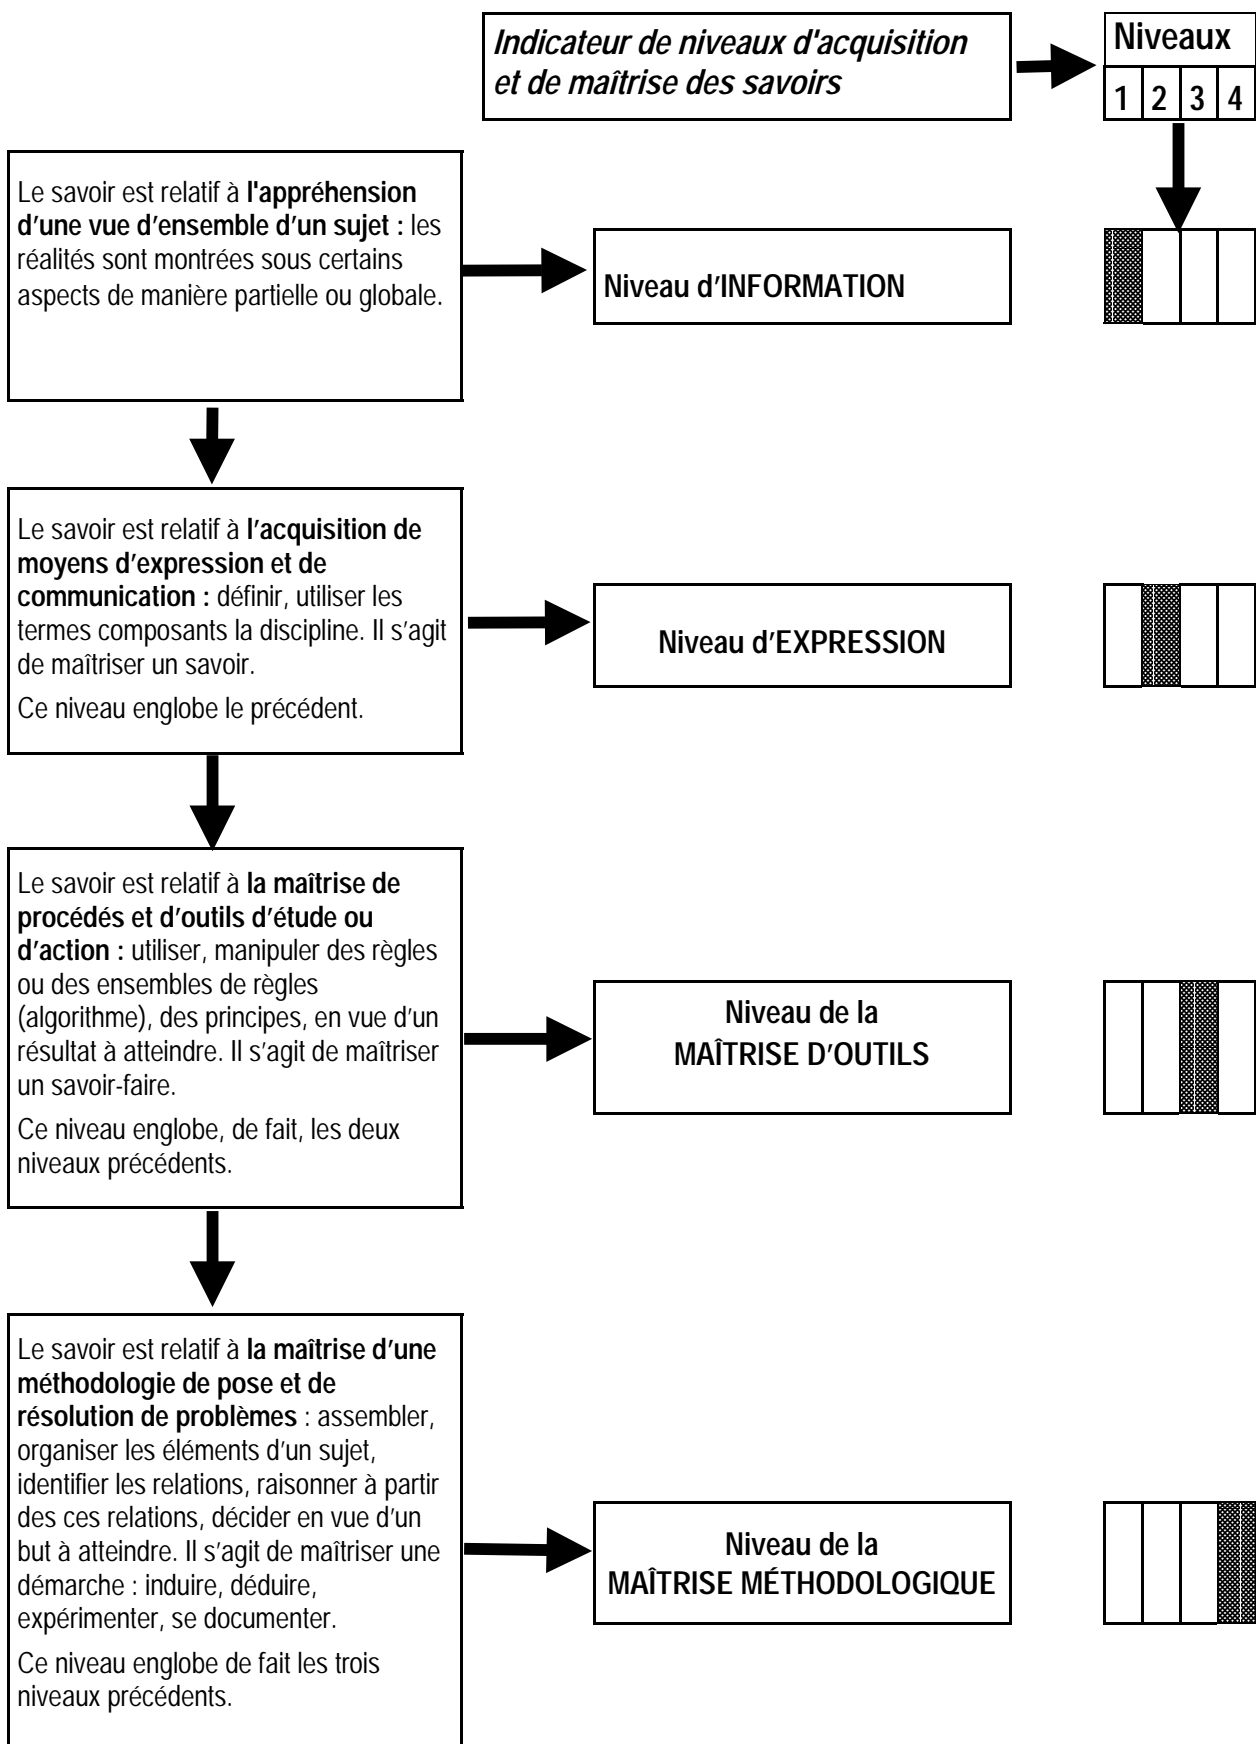 Indicateur de niveaux d'acquisition
et de maîtrise des savoirs
Niveaux
1 2 3 4
Le savoir est relatif à l'appréhension
d'une vue d'ensemble d'un sujet : les
réalités sont montrées sous certains
aspects de manière partielle ou globale.
Niveau d'INFORMATION
Le savoir est relatif à l'acquisition de
moyens d'expression et de
communication : définir, utiliser les
termes composants la discipline. Il s'agit
de maîtriser un savoir.
Ce niveau englobe le précédent.
Niveau d'EXPRESSION
Le savoir est relatif à la maîtrise de
procédés et d'outils d'étude ou
d'action : utiliser, manipuler des règles
ou des ensembles de règles
(algorithme), des principes, en vue d'un
résultat à atteindre. Il s'agit de maîtriser
un savoir-faire.
Ce niveau englobe, de fait, les deux
niveaux précédents.
Niveau de la
MAÎTRISE D'OUTILS
Le savoir est relatif à la maîtrise d'une
méthodologie de pose et de
résolution de problèmes : assembler,
organiser les éléments d'un sujet,
identifier les relations, raisonner à partir
des ces relations, décider en vue d'un
but à atteindre. Il s'agit de maîtriser une
démarche : induire, déduire,
expérimenter, se documenter.
Ce niveau englobe de fait les trois
niveaux précédents.
Niveau de la
MAÎTRISE MÉTHODOLOGIQUE